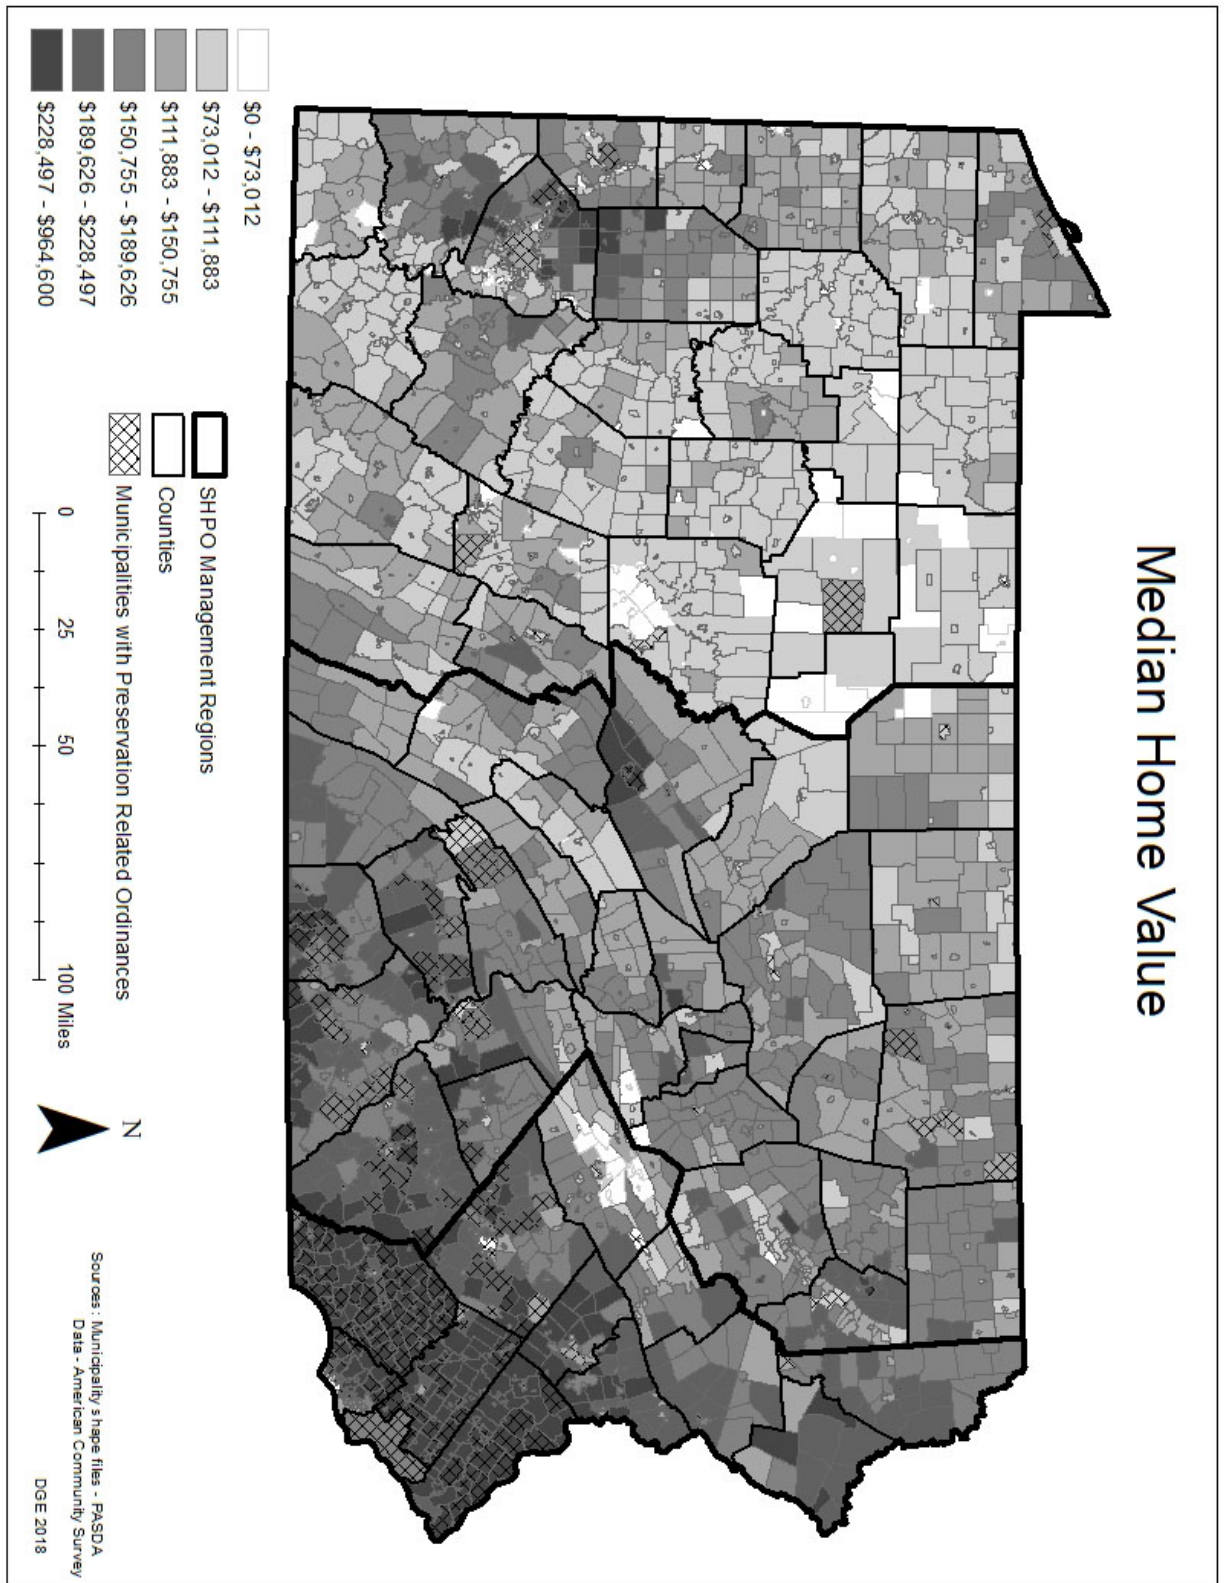 Median Home Value
$0 - $73,012
$73,012 - $111,883
$111,883 - $150,755
$150,755 - $189,626
$189,626 - $228,497
$228,497 - $964,600
SHPO Management Regions
Counties
Municipalities with Preservation Related Ordinances
0 25 50 100 Miles
N
Sources: Municipality shape files - PASDA
Data - American Community Survey
DGE 2018